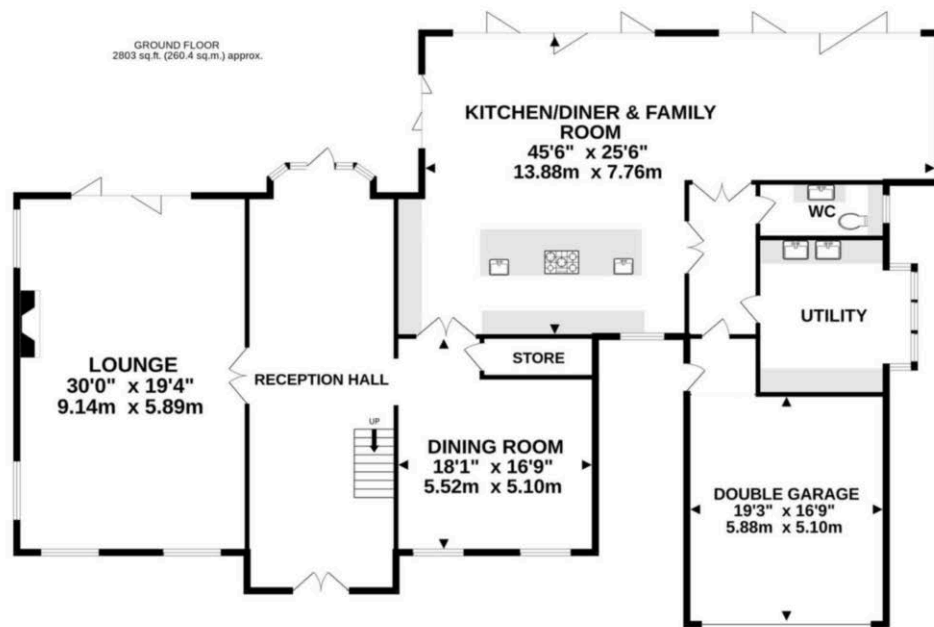 GROUND FLOOR
2803 sq.ft. (260.4 sq.m.) approx.
KITCHEN/DINER & FAMILY
ROOM
45'6" x 25'6"
13.88m x 7.76m
WC
UTILITY
STORE
LOUNGE
30'0" x 19'4"
9.14m x 5.89m
RECEPTION HALL
UP
DINING ROOM
18'1" x 16'9"
5.52m x 5.10m
DOUBLE GARAGE
19'3" x 16'9"
5.88m x 5.10m